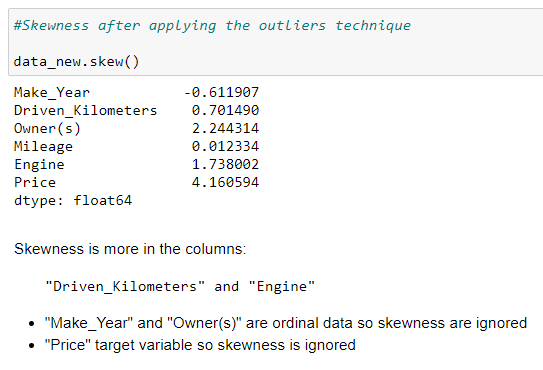 #Skewness after applying the outliers technique
data_new.skew()
Make_Year -0.611907
Driven_Kilometers 0.701490
Owner(s) 2.244314
Mileage 0.012334
Engine 1.738002
Price 4.160594
dtype: float64
Skewness is more in the columns:
"Driven_Kilometers" and "Engine"
• "Make_Year" and "Owner(s)" are ordinal data so skewness are ignored
• "Price" target variable so skewness is ignored